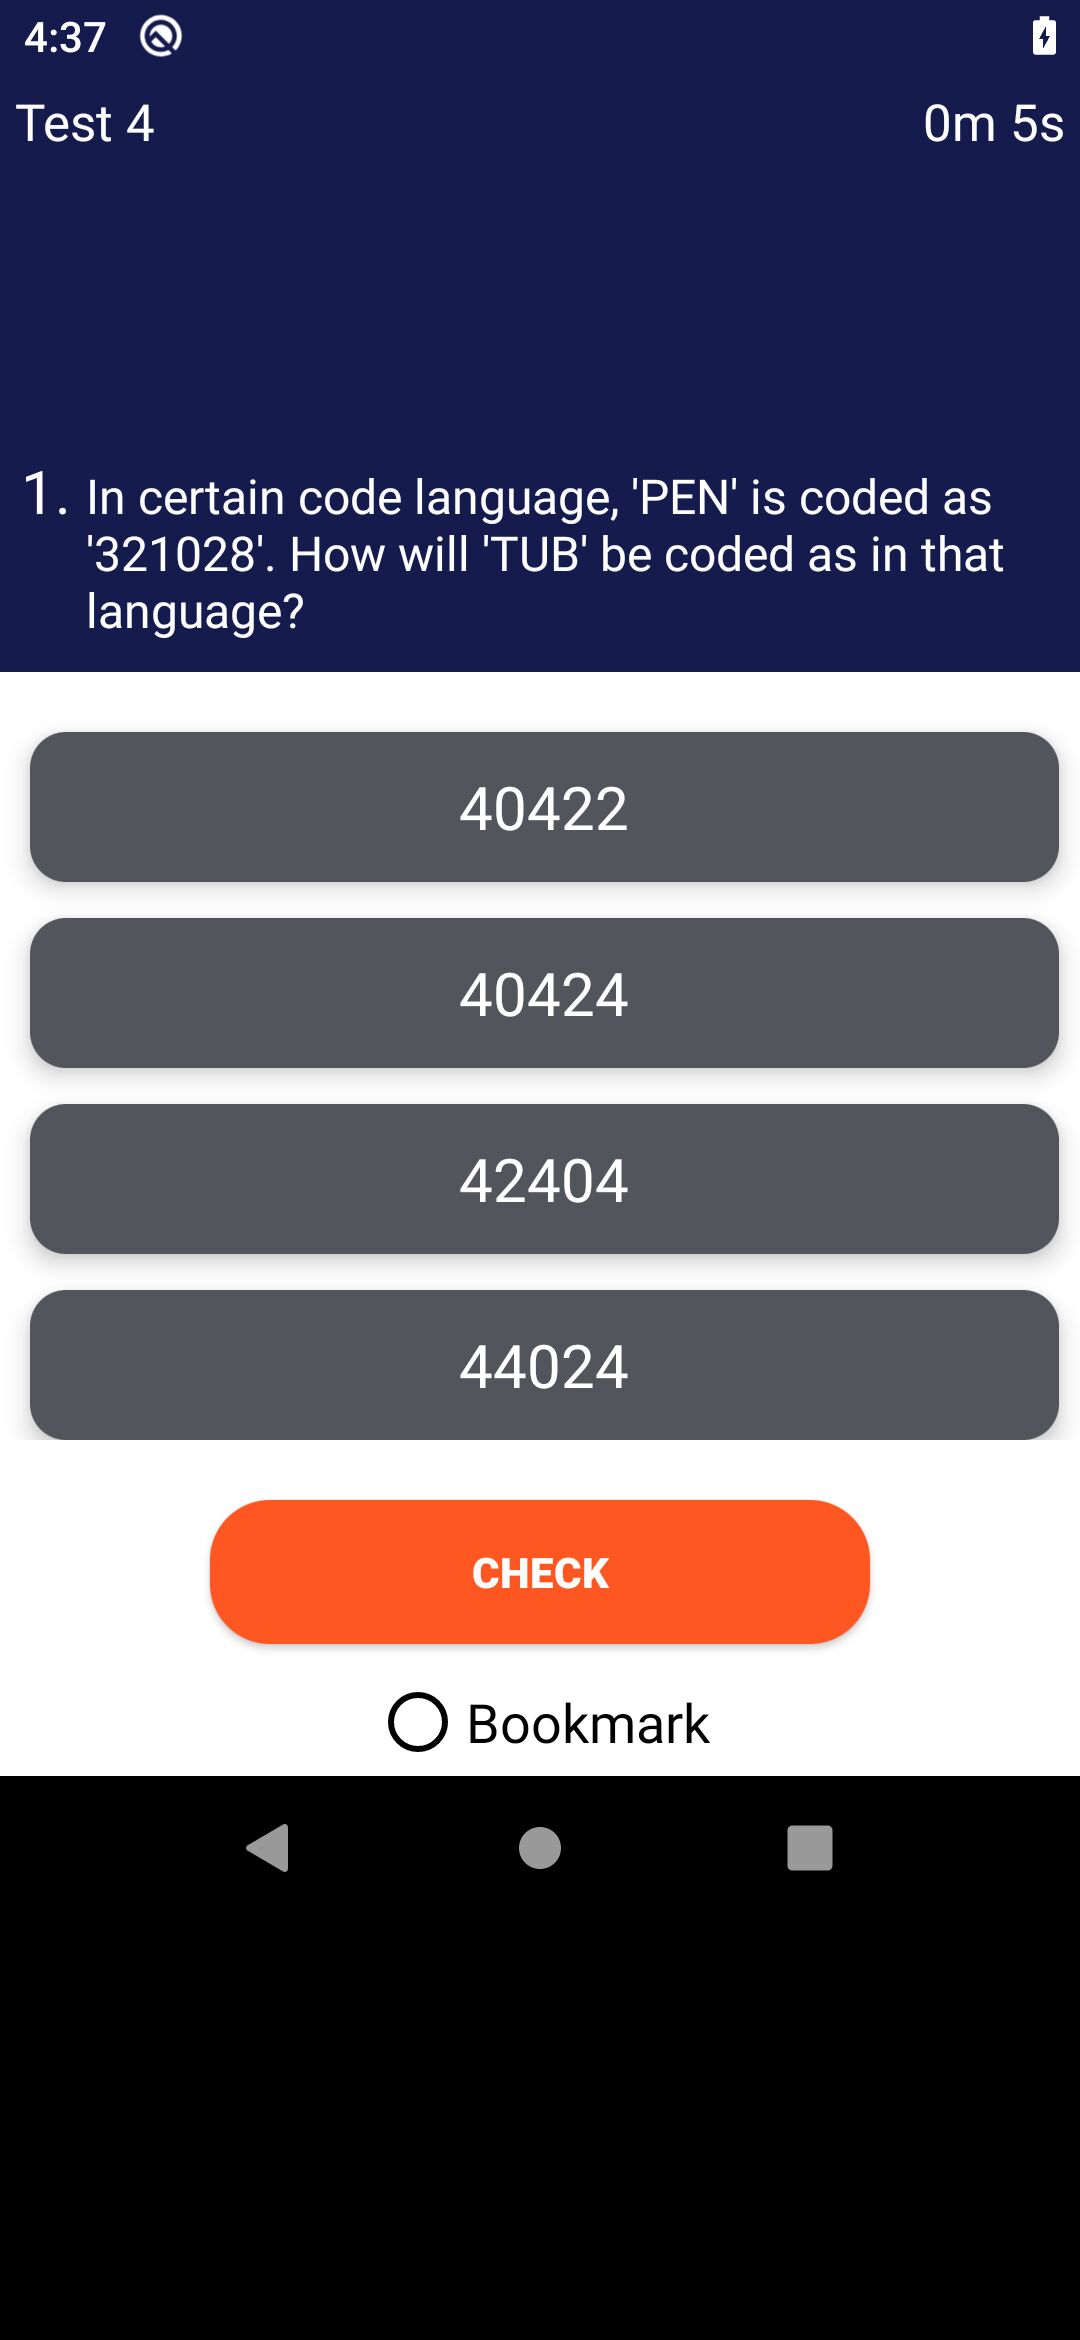 4:37
Test 4
0m 5s
1. In certain code language, 'PEN' is coded as
'321028'. How will 'TUB' be coded as in that
language?
40422
40424
42404
44024
CHECK
Bookmark